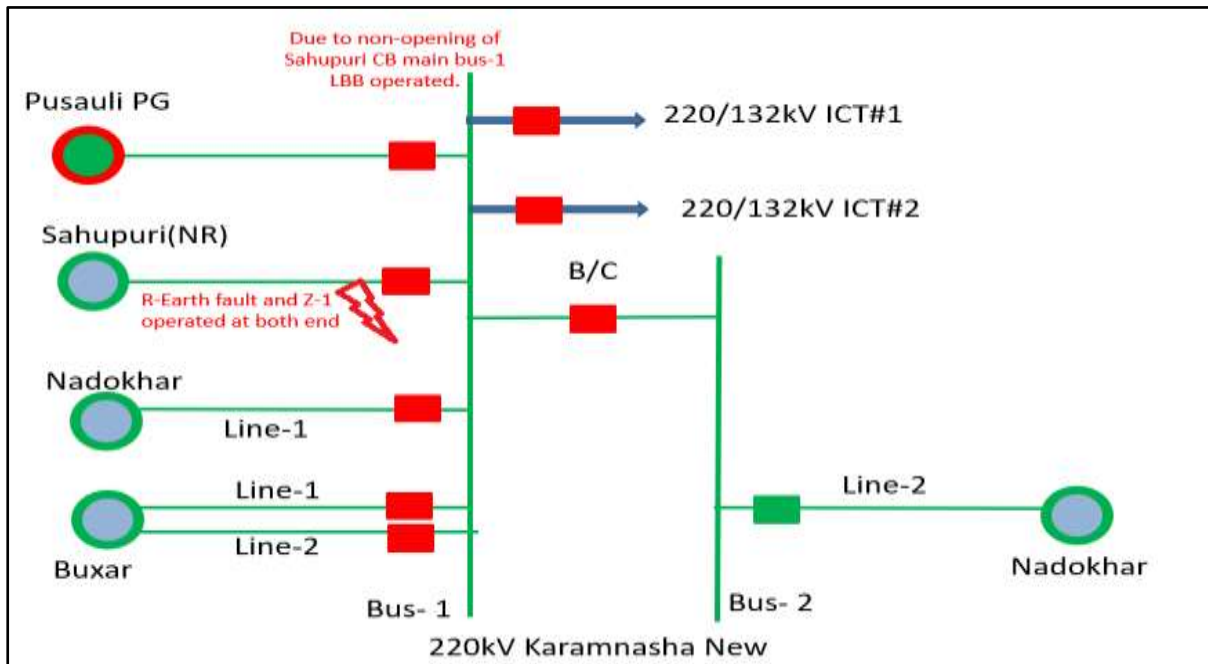 Due to non-opening of
Sahupuri CB main bus-1
LBB operated.
Pusauli PG
220/132kV ICT#1
220/132kV ICT#2
Sahupuri(NR)
B/C
R-Earth fault and Z-1
operated at both end
Nadokhar
Line-1
Line-1
Line-2
Line-2
Buxar
Nadokhar
Bus- 1
Bus- 2
220kV Karamnasha New